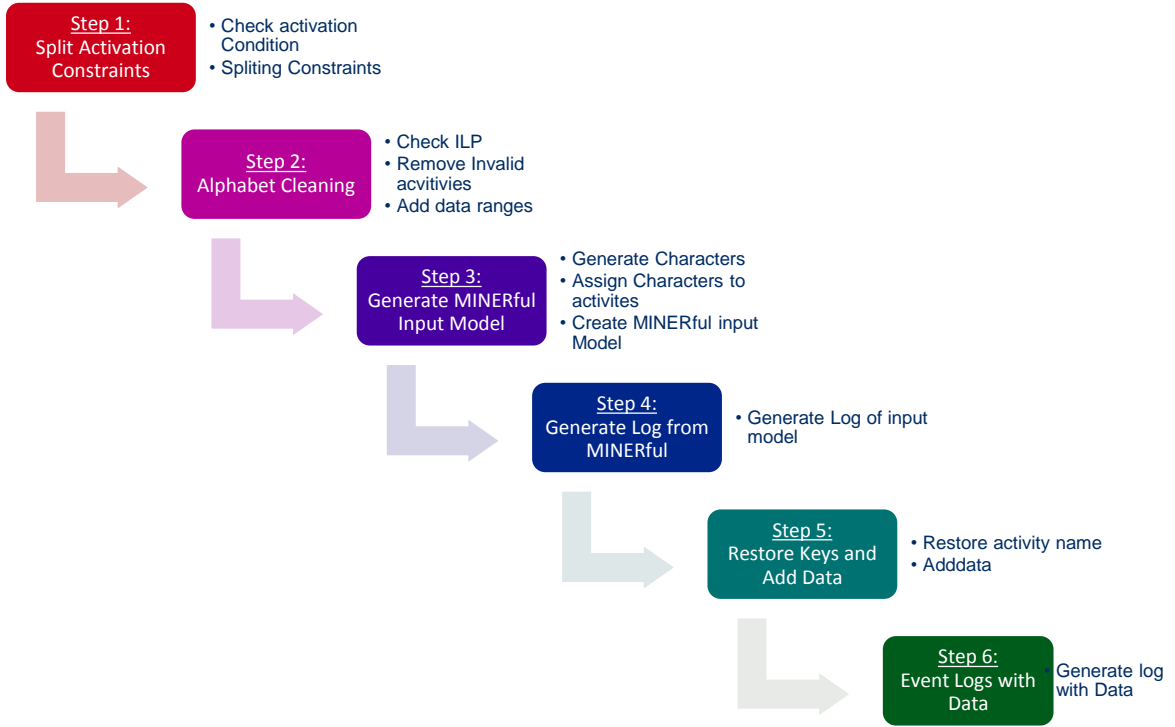 Step 1:
Split Activation
Constraints
• Check activation
Condition
• Spliting Constraints
Step 2:
Alphabet Cleaning
• Check ILP
• Remove Invalid
acvitivies
• Add data ranges
Step 3:
Generate MINERful
Input Model
• Generate Characters
• Assign Characters to
activites
• Create MINERful input
Model
Step 4:
Generate Log from
MINERful
• Generate Log of input
model
Step 5:
Restore Keys and
Add Data
• Restore activity name
• Adddata
Step 6:
Event Logs with
Data
• Generate log
with Data